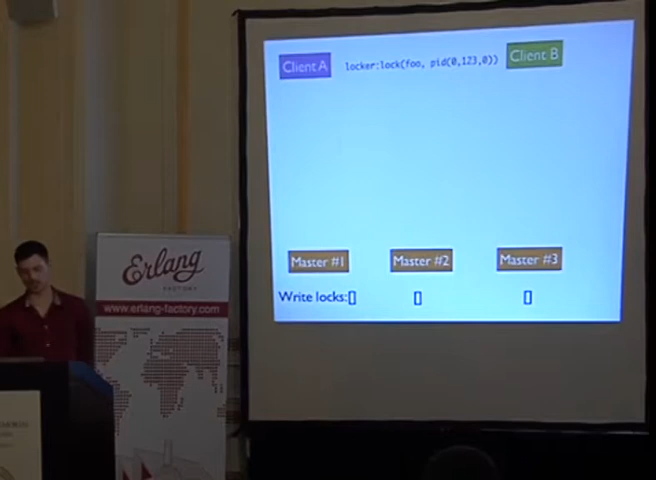 Client A
locker:lock(foo, pid(0,123,0))
Client B
Master #1
Master #2
Master #3
Write locks:[]
[]
[]
Erlang
FACTORY
www.erlang-factory.com